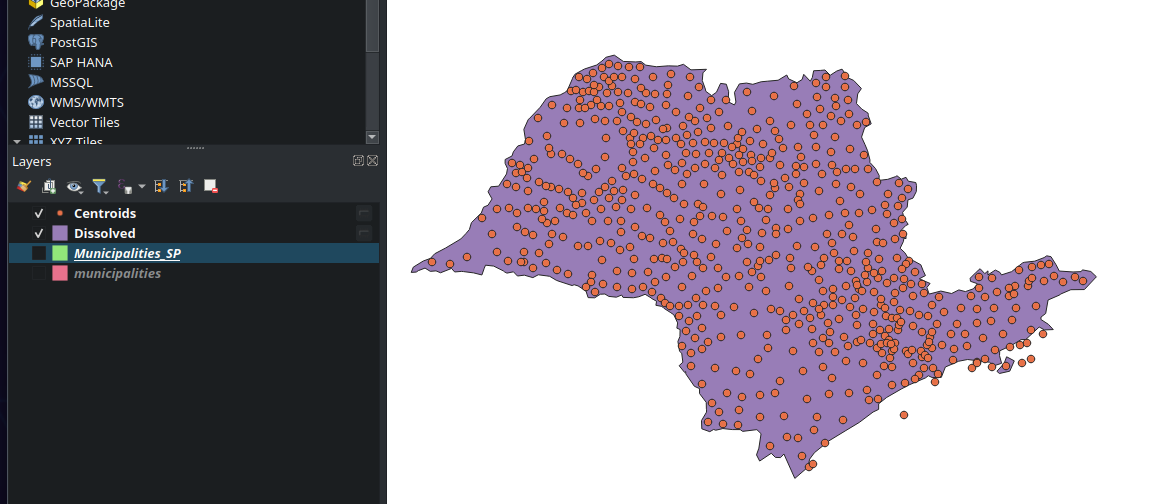 GeoPackage
SpatiaLite
PostGIS
SAP HANA
MSSQL
WMS/WMTS
Vector Tiles
XYZ Tiles
Layers
Centroids
Dissolved
Municipalities_SP
municipalities